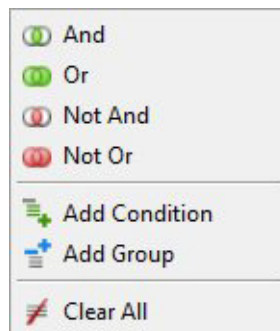 And
Or
Not And
Not Or
Add Condition
Add Group
Clear All